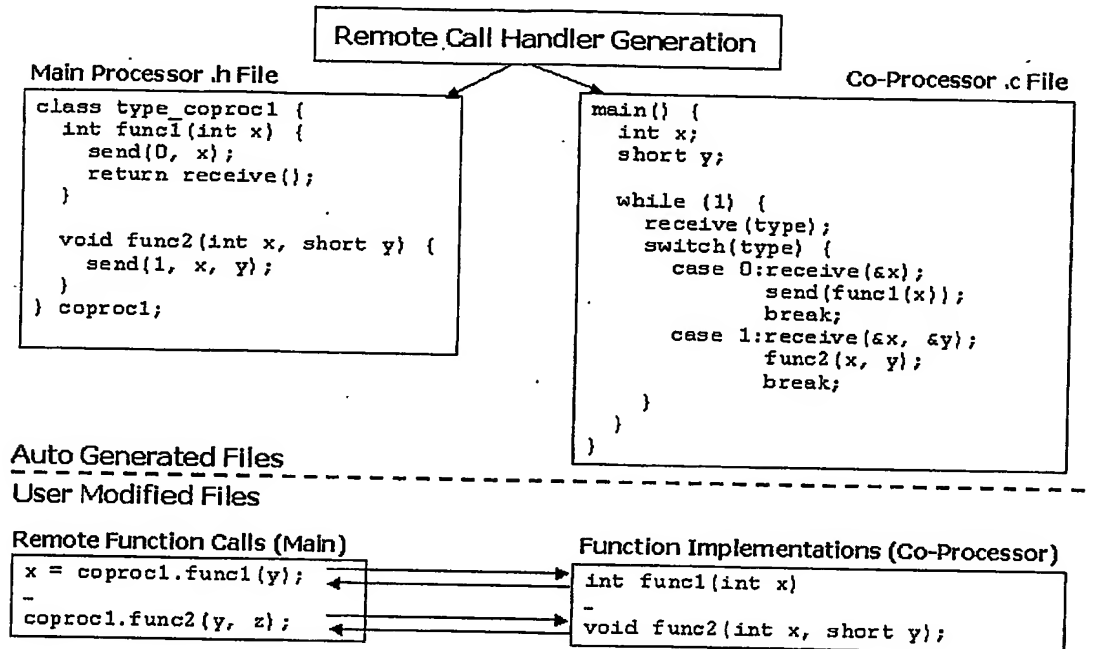 Remote Call Handler Generation
Main Processor .h File
class type_coproc1 {
  int func1(int x) {
    send(0, x);
    return receive();
  }

  void func2(int x, short y) {
    send(1, x, y);
  }
} coproc1;
Co-Processor .c File
main() {
  int x;
  short y;

  while (1) {
    receive(type);
    switch(type) {
      case 0:receive(&x);
             send(func1(x));
             break;
      case 1:receive(&x, &y);
             func2(x, y);
             break;
    }
  }
}
Auto Generated Files
User Modified Files
Remote Function Calls (Main)
x = coproc1.func1(y);
–
coproc1.func2(y, z);
Function Implementations (Co-Processor)
int func1(int x)
–
void func2(int x, short y);